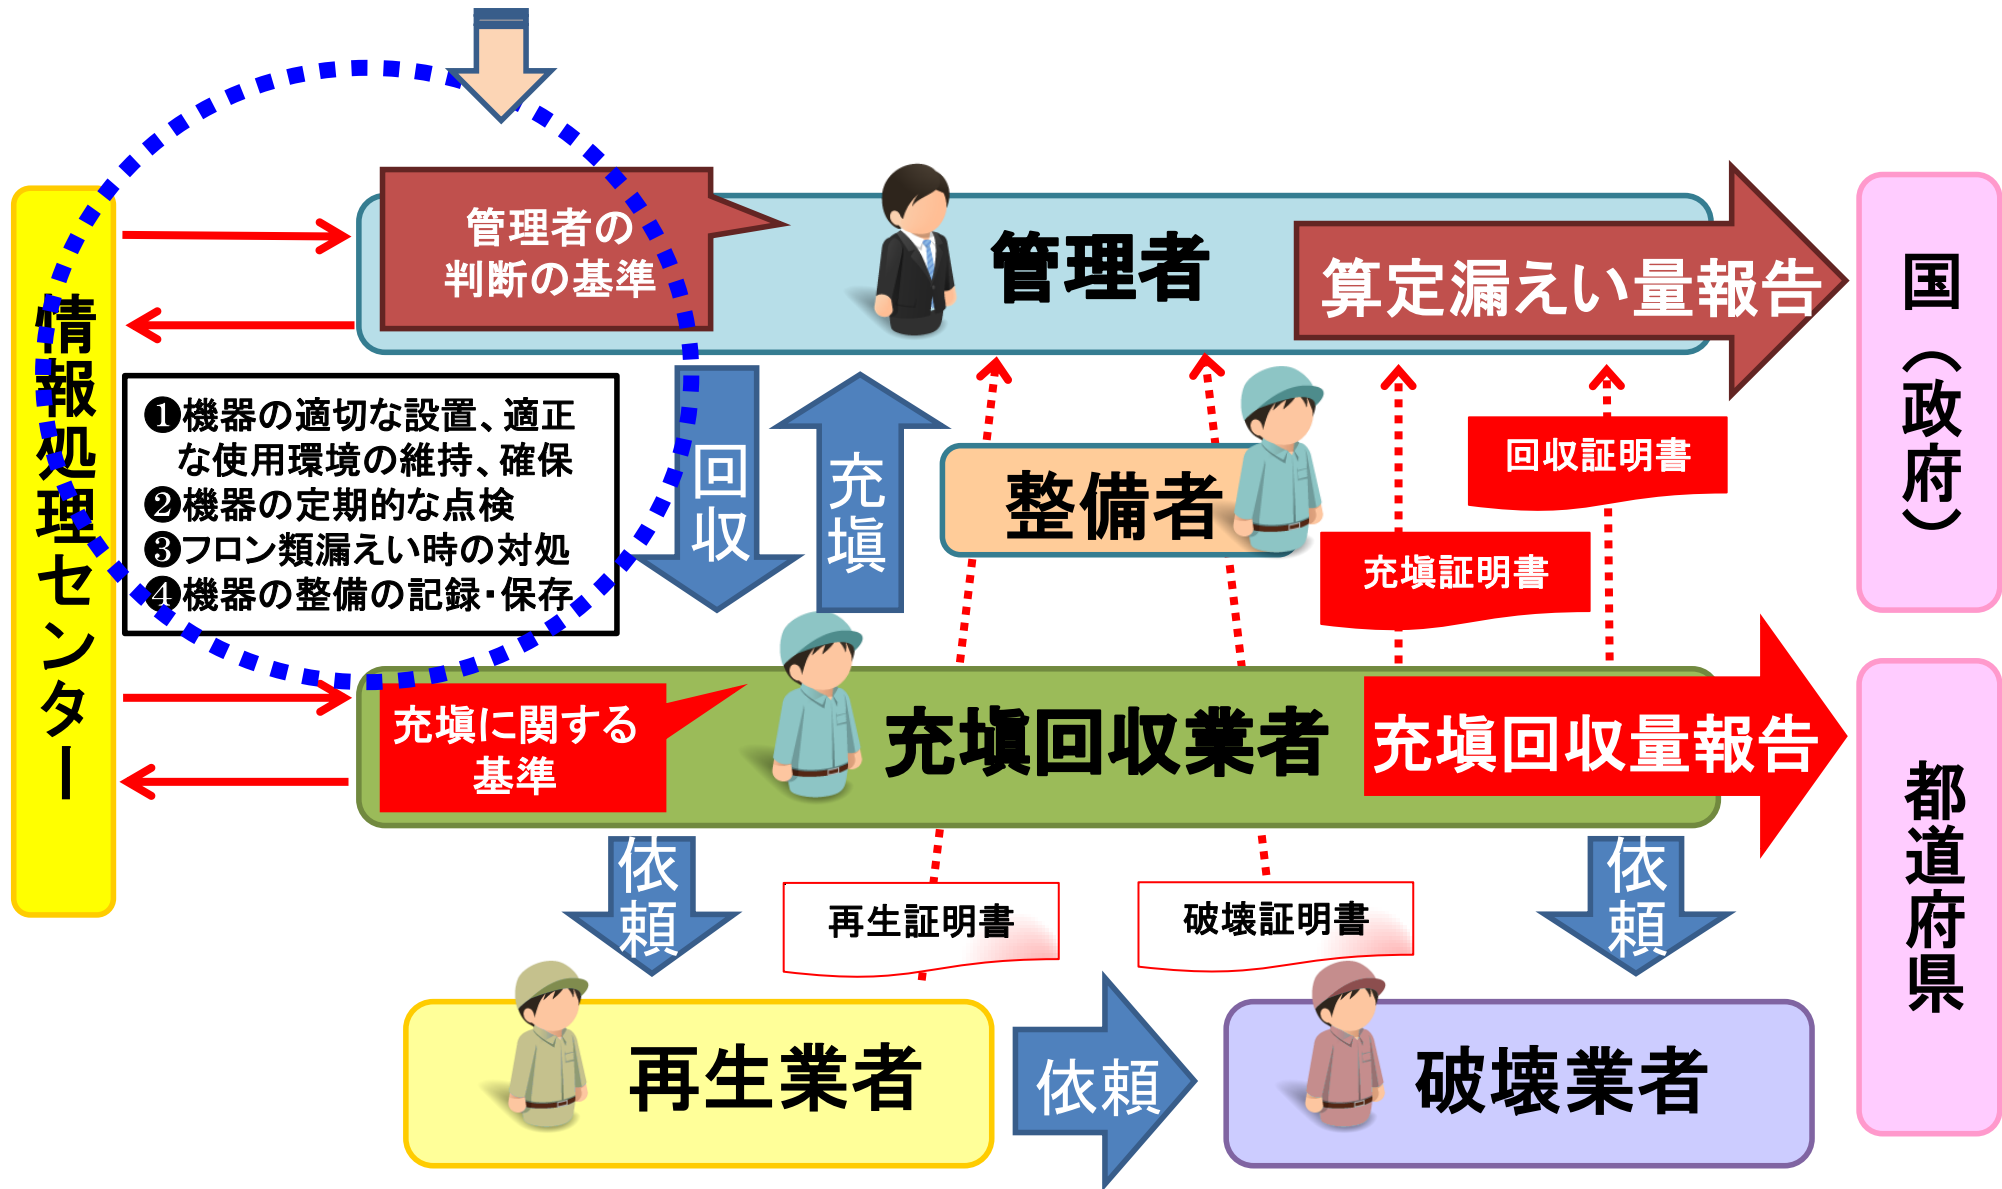 管理者の
判断の基準
管理者
算定漏えい量報告
国（政府）
情報処理センター
❶機器の適切な設置、適正
な使用環境の維持、確保
❷機器の定期的な点検
❸フロン類漏えい時の対処
❹機器の整備の記録・保存
回収
充塡
整備者
回収証明書
充塡証明書
充塡に関する
基準
充塡回収業者
充塡回収量報告
都道府県
依頼
再生証明書
破壊証明書
依頼
再生業者
依頼
破壊業者